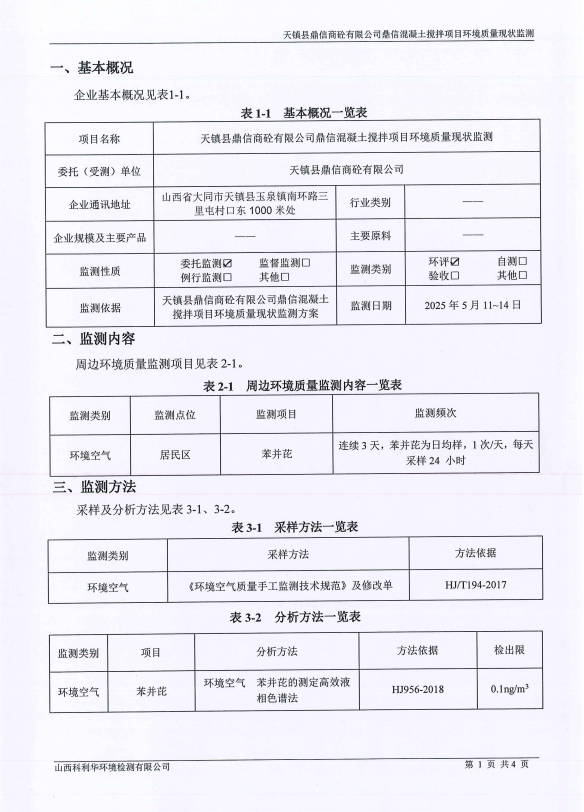 天镇县鼎信商砼有限公司鼎信混凝土搅拌项目环境质量现状监测
一、基本概况
企业基本概况见表1-1。
表 1-1 基本概况一览表
项目名称 天镇县鼎信商砼有限公司鼎信混凝土搅拌项目环境质量现状监测
委托（受测）单位 天镇县鼎信商砼有限公司
企业通讯地址 山西省大同市天镇县玉泉镇南环路三
里屯村口东 1000 米处 行业类别 ——
企业规模及主要产品 —— 主要原料 ——
监测性质 委托监测☑ 监督监测□
例行监测□ 其他□ 监测类别 环评☑ 自测□
验收□ 其他□
监测依据 天镇县鼎信商砼有限公司鼎信混凝土
搅拌项目环境质量现状监测方案 监测日期 2025 年 5 月 11~14 日
二、监测内容
周边环境质量监测项目见表 2-1。
表 2-1 周边环境质量监测内容一览表
监测类别 监测点位 监测项目 监测频次
环境空气 居民区 苯并芘 连续 3 天，苯并芘为日均样，1 次/天，每天
采样 24 小时
三、监测方法
采样及分析方法见表 3-1、3-2。
表 3-1 采样方法一览表
监测类别 采样方法 方法依据
环境空气 《环境空气质量手工监测技术规范》及修改单 HJ/T194-2017
表 3-2 分析方法一览表
监测类别 项目 分析方法 方法依据 检出限
环境空气 苯并芘 环境空气 苯并芘的测定高效液
相色谱法 HJ956-2018 0.1ng/m³
山西科利华环境检测有限公司 第 1 页 共 4 页